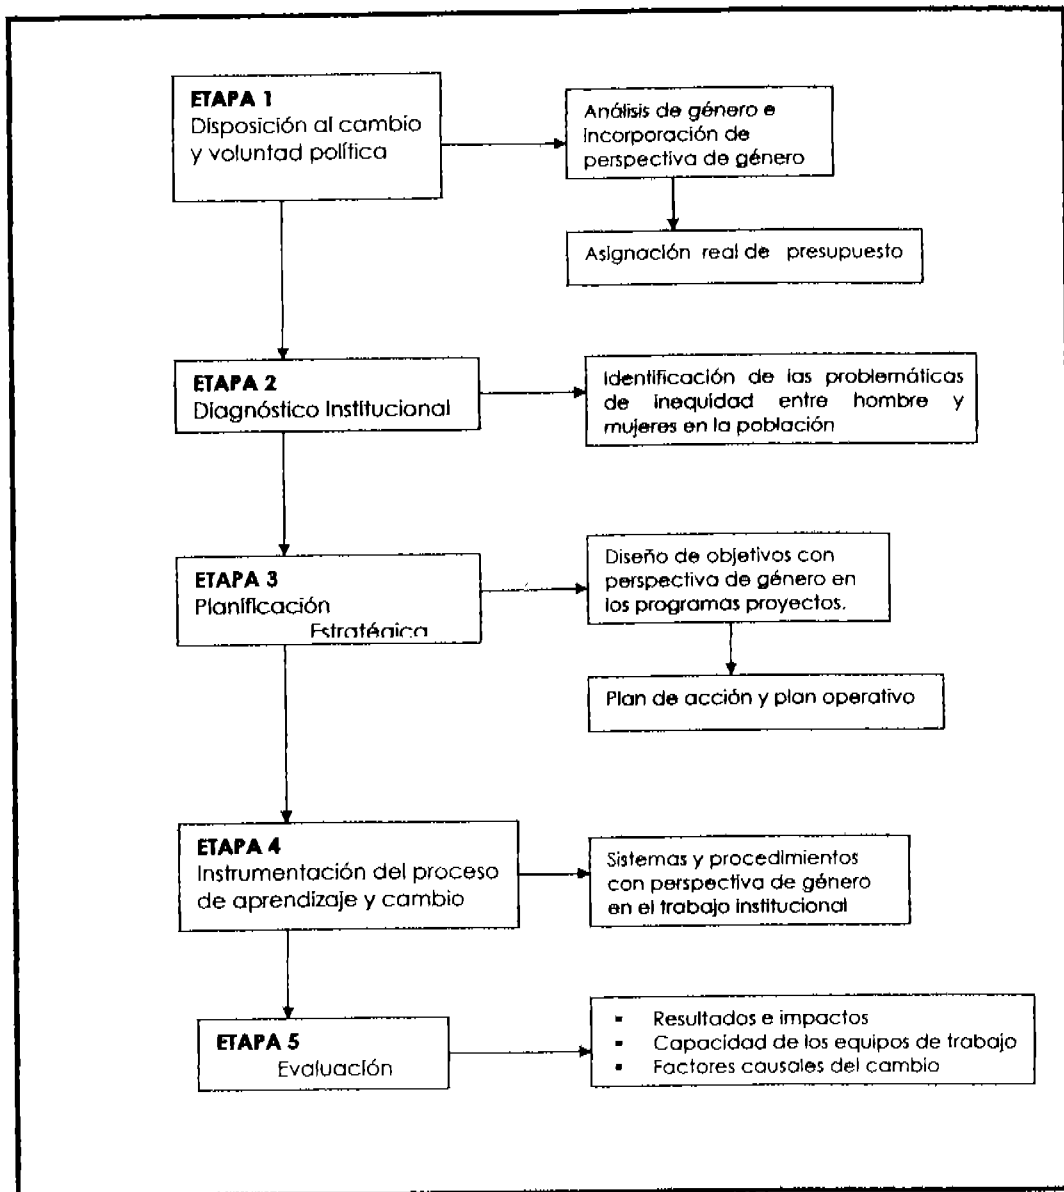 ETAPA 1
Disposición al cambio
y voluntad política
Análisis de género e
incorporación de
perspectiva de género
Asignación real de presupuesto
ETAPA 2
Diagnóstico Institucional
Identificación de las problemáticas
de inequidad entre hombre y
mujeres en la población
ETAPA 3
Planificación
Estratégica
Diseño de objetivos con
perspectiva de género en
los programas proyectos.
Plan de acción y plan operativo
ETAPA 4
Instrumentación del proceso
de aprendizaje y cambio
Sistemas y procedimientos
con perspectiva de género
en el trabajo institucional
ETAPA 5
Evaluación
▪ Resultados e impactos
▪ Capacidad de los equipos de trabajo
▪ Factores causales del cambio